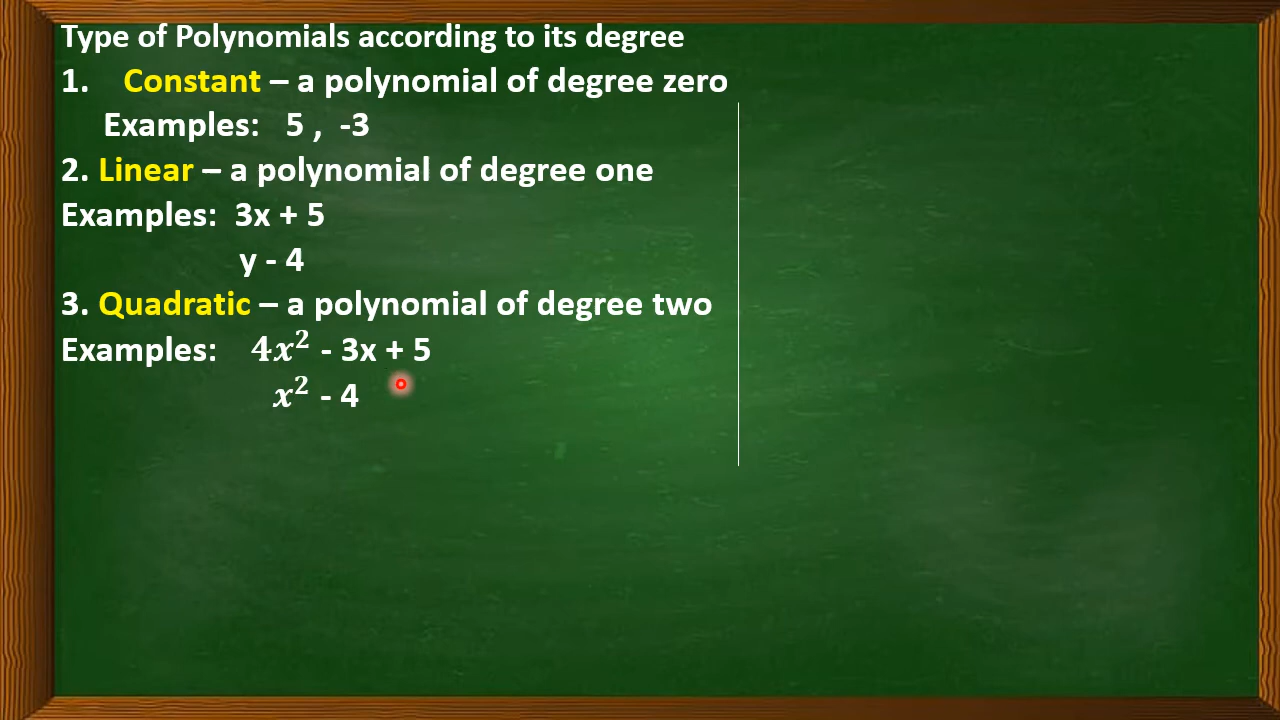 Type of Polynomials according to its degree
1. Constant – a polynomial of degree zero
Examples: 5 , -3
2. Linear – a polynomial of degree one
Examples: 3x + 5
y - 4
3. Quadratic – a polynomial of degree two
Examples: 4x² - 3x + 5
x² - 4